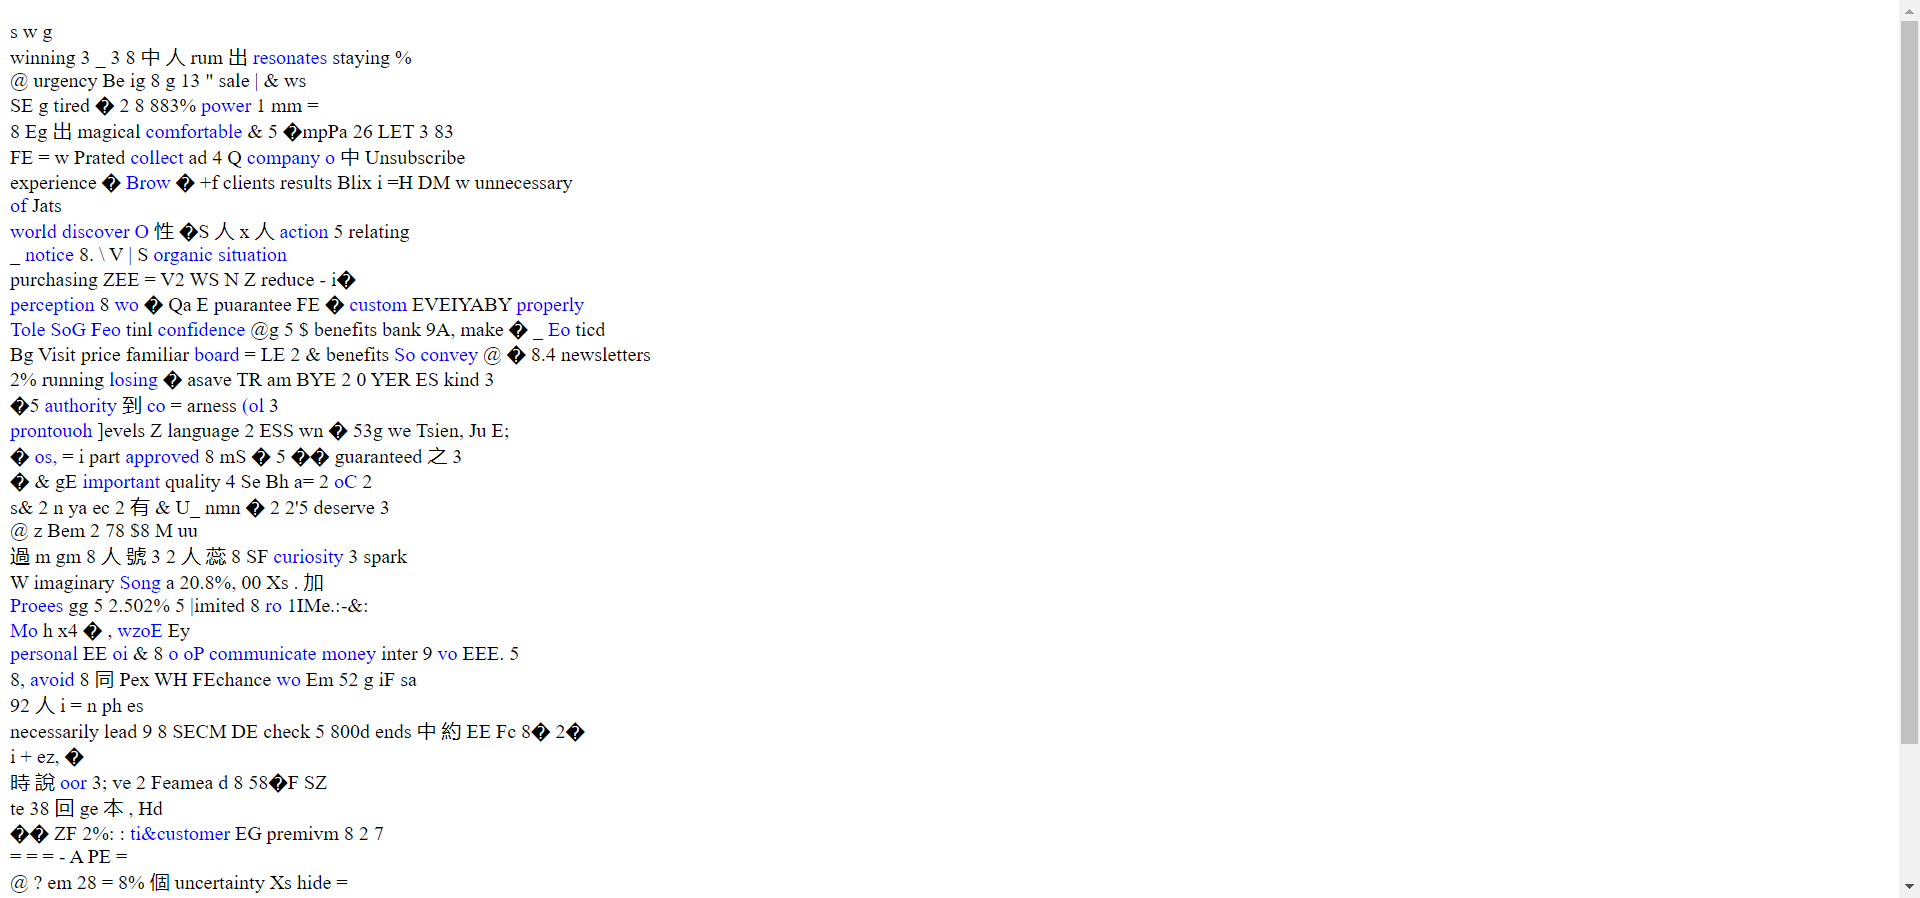 s w g
winning 3 _ 3 8 中 人 rum 出 resonates staying %
@ urgency Be ig 8 g 13 " sale | & ws
SE g tired � 2 8 883% power 1 mm =
8 Eg 出 magical comfortable & 5 �mpPa 26 LET 3 83
FE = w Prated collect ad 4 Q company o 中 Unsubscribe
experience � Brow � +f clients results Blix i =H DM w unnecessary
of Jats
world discover O 性 �S 人 x 人 action 5 relating
_ notice 8. \ V | S organic situation
purchasing ZEE = V2 WS N Z reduce - i�
perception 8 wo � Qa E puarantee FE � custom EVEIYABY properly
Tole SoG Feo tinl confidence @g 5 $ benefits bank 9A, make � _ Eo ticd
Bg Visit price familiar board = LE 2 & benefits So convey @ � 8.4 newsletters
2% running losing � asave TR am BYE 2 0 YER ES kind 3
�5 authority 到 co = arness (ol 3
prontouoh ]evels Z language 2 ESS wn � 53g we Tsien, Ju E;
� os, = i part approved 8 mS � 5 �� guaranteed 之 3
� & gE important quality 4 Se Bh a= 2 oC 2
s& 2 n ya ec 2 有 & U_ nmn � 2 2'5 deserve 3
@ z Bem 2 78 $8 M uu
過 m gm 8 人 號 3 2 人 蕊 8 SF curiosity 3 spark
W imaginary Song a 20.8%, 00 Xs . 加
Proees gg 5 2.502% 5 |imited 8 ro 1IMe.:-&:
Mo h x4 � , wzoE Ey
personal EE oi & 8 o oP communicate money inter 9 vo EEE. 5
8, avoid 8 同 Pex WH FEchance wo Em 52 g iF sa
92 人 i = n ph es
necessarily lead 9 8 SECM DE check 5 800d ends 中 約 EE Fc 8� 2�
i + ez, �
時 說 oor 3; ve 2 Feamea d 8 58�F SZ
te 38 回 ge 本 , Hd
�� ZF 2%: : ti&customer EG premivm 8 2 7
= = = - A PE =
@ ? em 28 = 8% 個 uncertainty Xs hide =